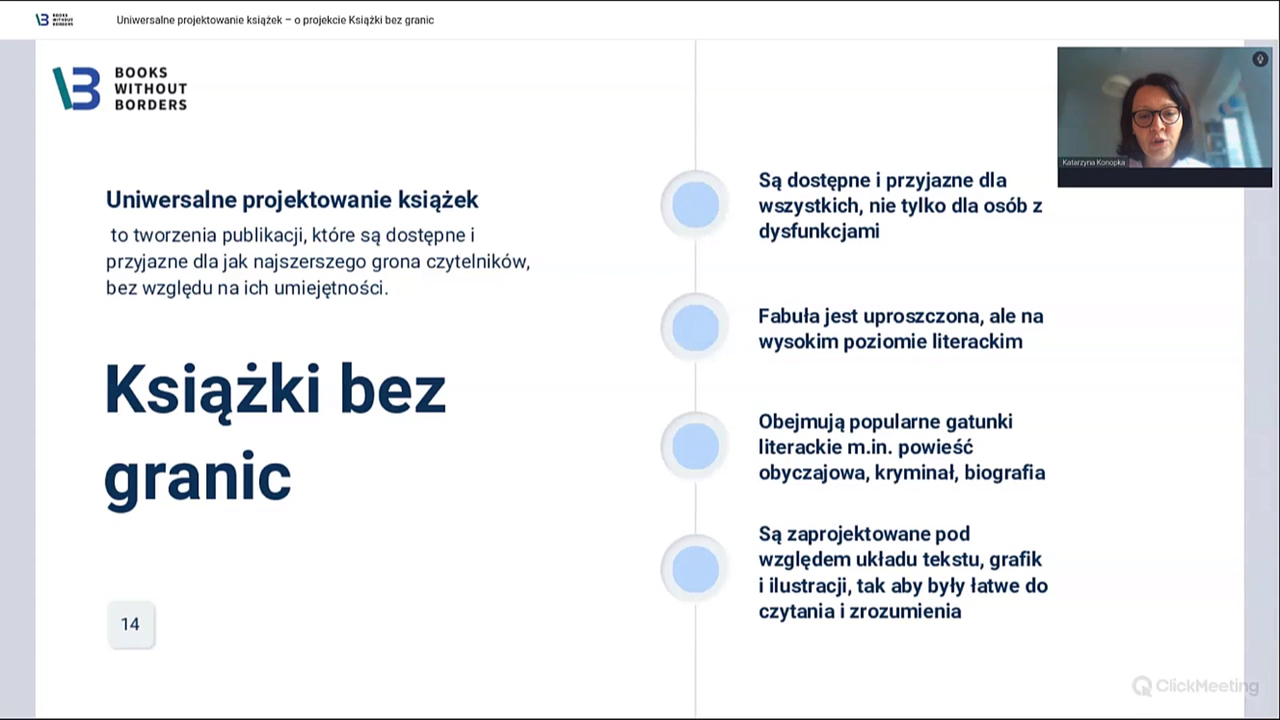 BOOKS
WITHOUT
BORDERS
Uniwersalne projektowanie książek – o projekcie Książki bez granic
BOOKS
WITHOUT
BORDERS
Uniwersalne projektowanie książek
to tworzenia publikacji, które są dostępne i
przyjazne dla jak najszerszego grona czytelników,
bez względu na ich umiejętności.
Książki bez
granic
14
Są dostępne i przyjazne dla
wszystkich, nie tylko dla osób z
dysfunkcjami
Fabuła jest uproszczona, ale na
wysokim poziomie literackim
Obejmują popularne gatunki
literackie m.in. powieść
obyczajowa, kryminał, biografia
Są zaprojektowane pod
względem układu tekstu, grafik
i ilustracji, tak aby były łatwe do
czytania i zrozumienia
Katarzyna Konopka
ClickMeeting